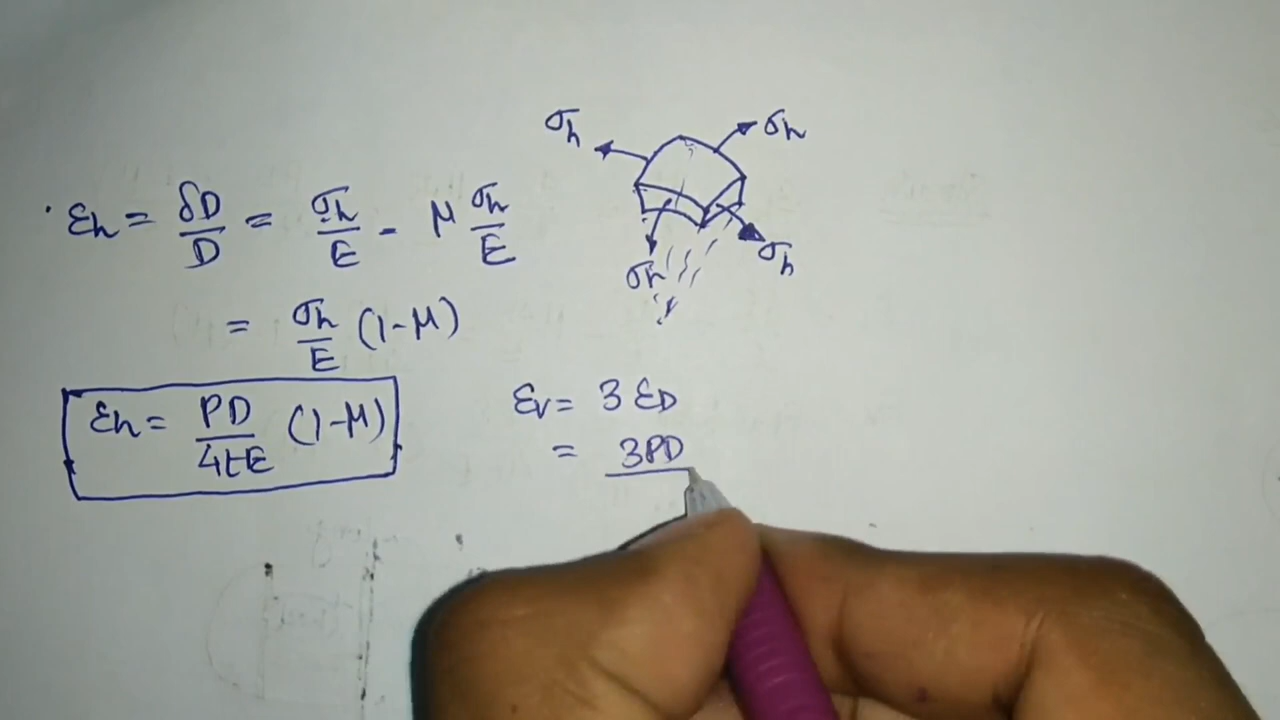 σh σh
εh = δD/D = σh/E - μ σh/E
σh σh
= σh/E (1-μ)
εh = PD/4tE (1-μ)
εv = 3 εD
= 3PD